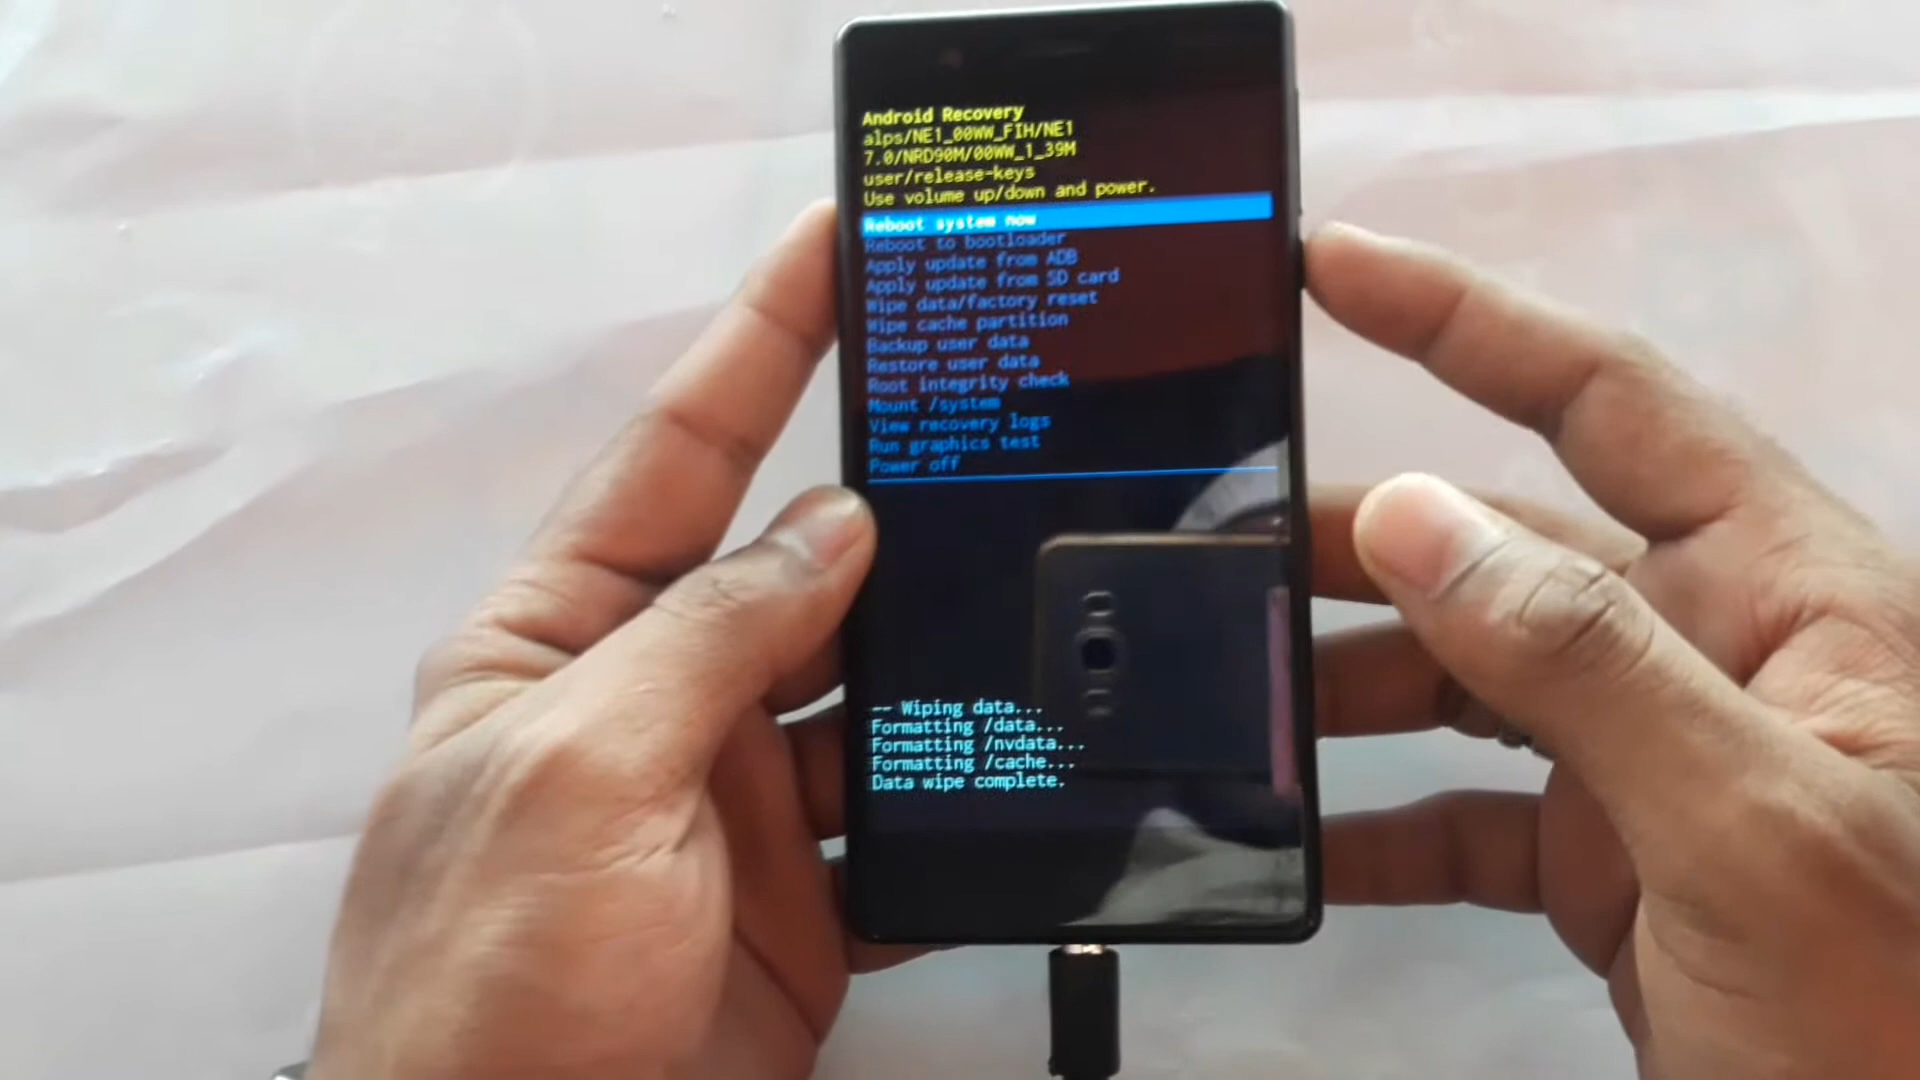 Android Recovery
alps/NE1_00WW_FIH/NE1
7.0/NRD90M/00WW_1_39M
user/release-keys
Use volume up/down and power.
Reboot system now
Reboot to bootloader
Apply update from ADB
Apply update from SD card
Wipe data/factory reset
Wipe cache partition
Backup user data
Restore user data
Root integrity check
Mount /system
View recovery logs
Run graphics test
Power off
-- Wiping data...
Formatting /data...
Formatting /nvdata...
Formatting /cache...
Data wipe complete.